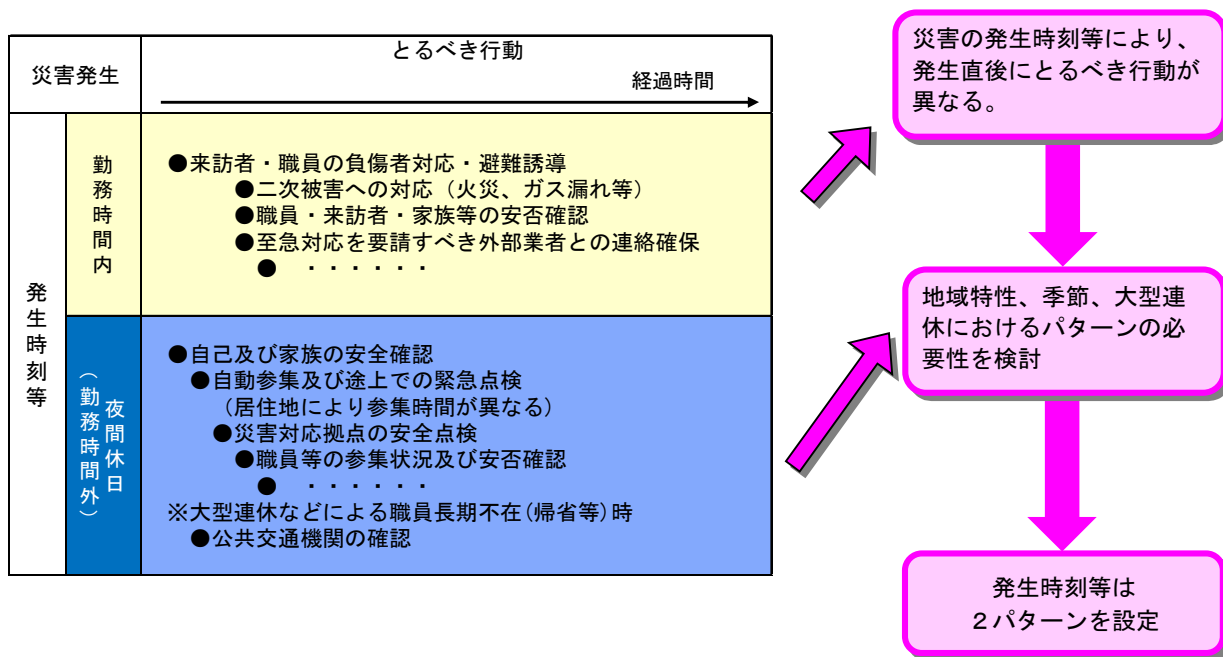 災害発生
とるべき行動
経過時間
発生時刻等
勤務時間内
●来訪者・職員の負傷者対応・避難誘導
●二次被害への対応（火災、ガス漏れ等）
●職員・来訪者・家族等の安否確認
●至急対応を要請すべき外部業者との連絡確保
● ・・・・・・
夜間休日
（勤務時間外）
●自己及び家族の安全確認
●自動参集及び途上での緊急点検
（居住地により参集時間が異なる）
●災害対応拠点の安全点検
●職員等の参集状況及び安否確認
● ・・・・・・
※大型連休などによる職員長期不在(帰省等)時
●公共交通機関の確認
災害の発生時刻等により、
発生直後にとるべき行動が
異なる。
地域特性、季節、大型連
休におけるパターンの必
要性を検討
発生時刻等は
２パターンを設定